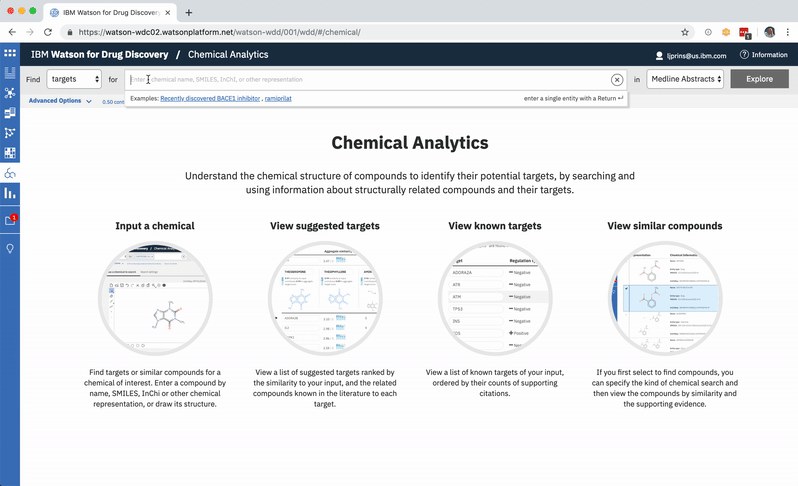 IBM Watson for Drug Discovery
https://watson-wdc02.watsonplatform.net/watson-wdd/001/wdd/#/chemical/
1
IBM Watson for Drug Discovery / Chemical Analytics
ljprins@us.ibm.com
Information
Find targets for Enter a chemical name, SMILES, InChi, or other representation in Medline Abstracts Explore
Advanced Options 0.50
Examples: Recently discovered BACE1 inhibitor , ramiprilat
enter a single entity with a Return
1
Chemical Analytics
Understand the chemical structure of compounds to identify their potential targets, by searching and
using information about structurally related compounds and their targets.
Input a chemical
Find targets or similar compounds for a
chemical of interest. Enter a compound by
name, SMILES, InChi or other chemical
representation, or draw its structure.
View suggested targets
THEOPHYLLINE
View a list of suggested targets ranked by
the similarity to your input, and the related
compounds known in the literature to each
target.
View known targets
Regulation
ADORA2A Negative
ATR Negative
ATM Negative
TP53 Negative
INS Negative
Positive
View a list of known targets of your input,
ordered by their counts of supporting
citations.
View similar compounds
If you first select to find compounds, you
can specify the kind of chemical search and
then view the compounds by similarity and
the supporting evidence.